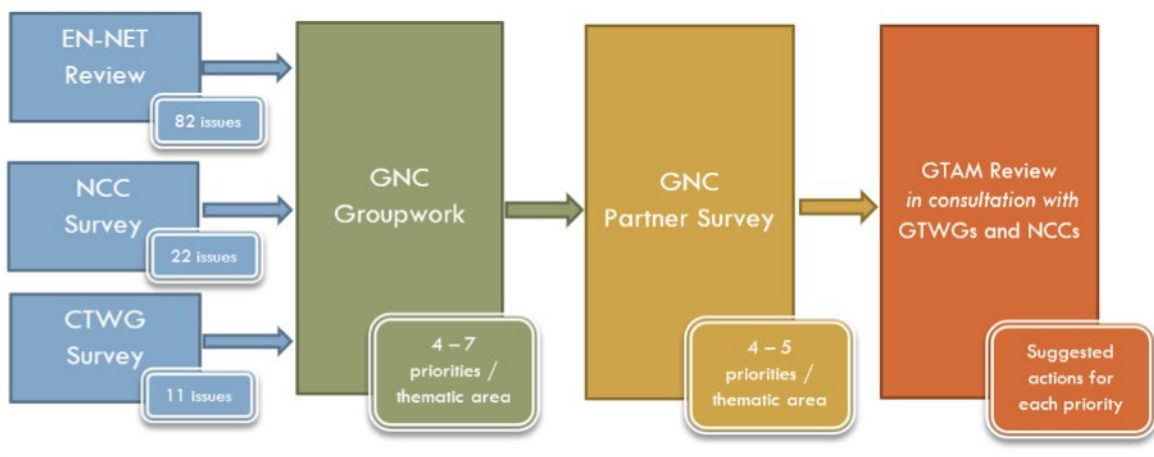 EN-NET
Review
82 issues
NCC
Survey
22 issues
CTWG
Survey
11 issues
GNC
Groupwork
4 – 7
priorities /
thematic area
GNC
Partner Survey
4 – 5
priorities /
thematic area
GTAM Review
in consultation with
GTWGs and NCCs
Suggested
actions for
each priority